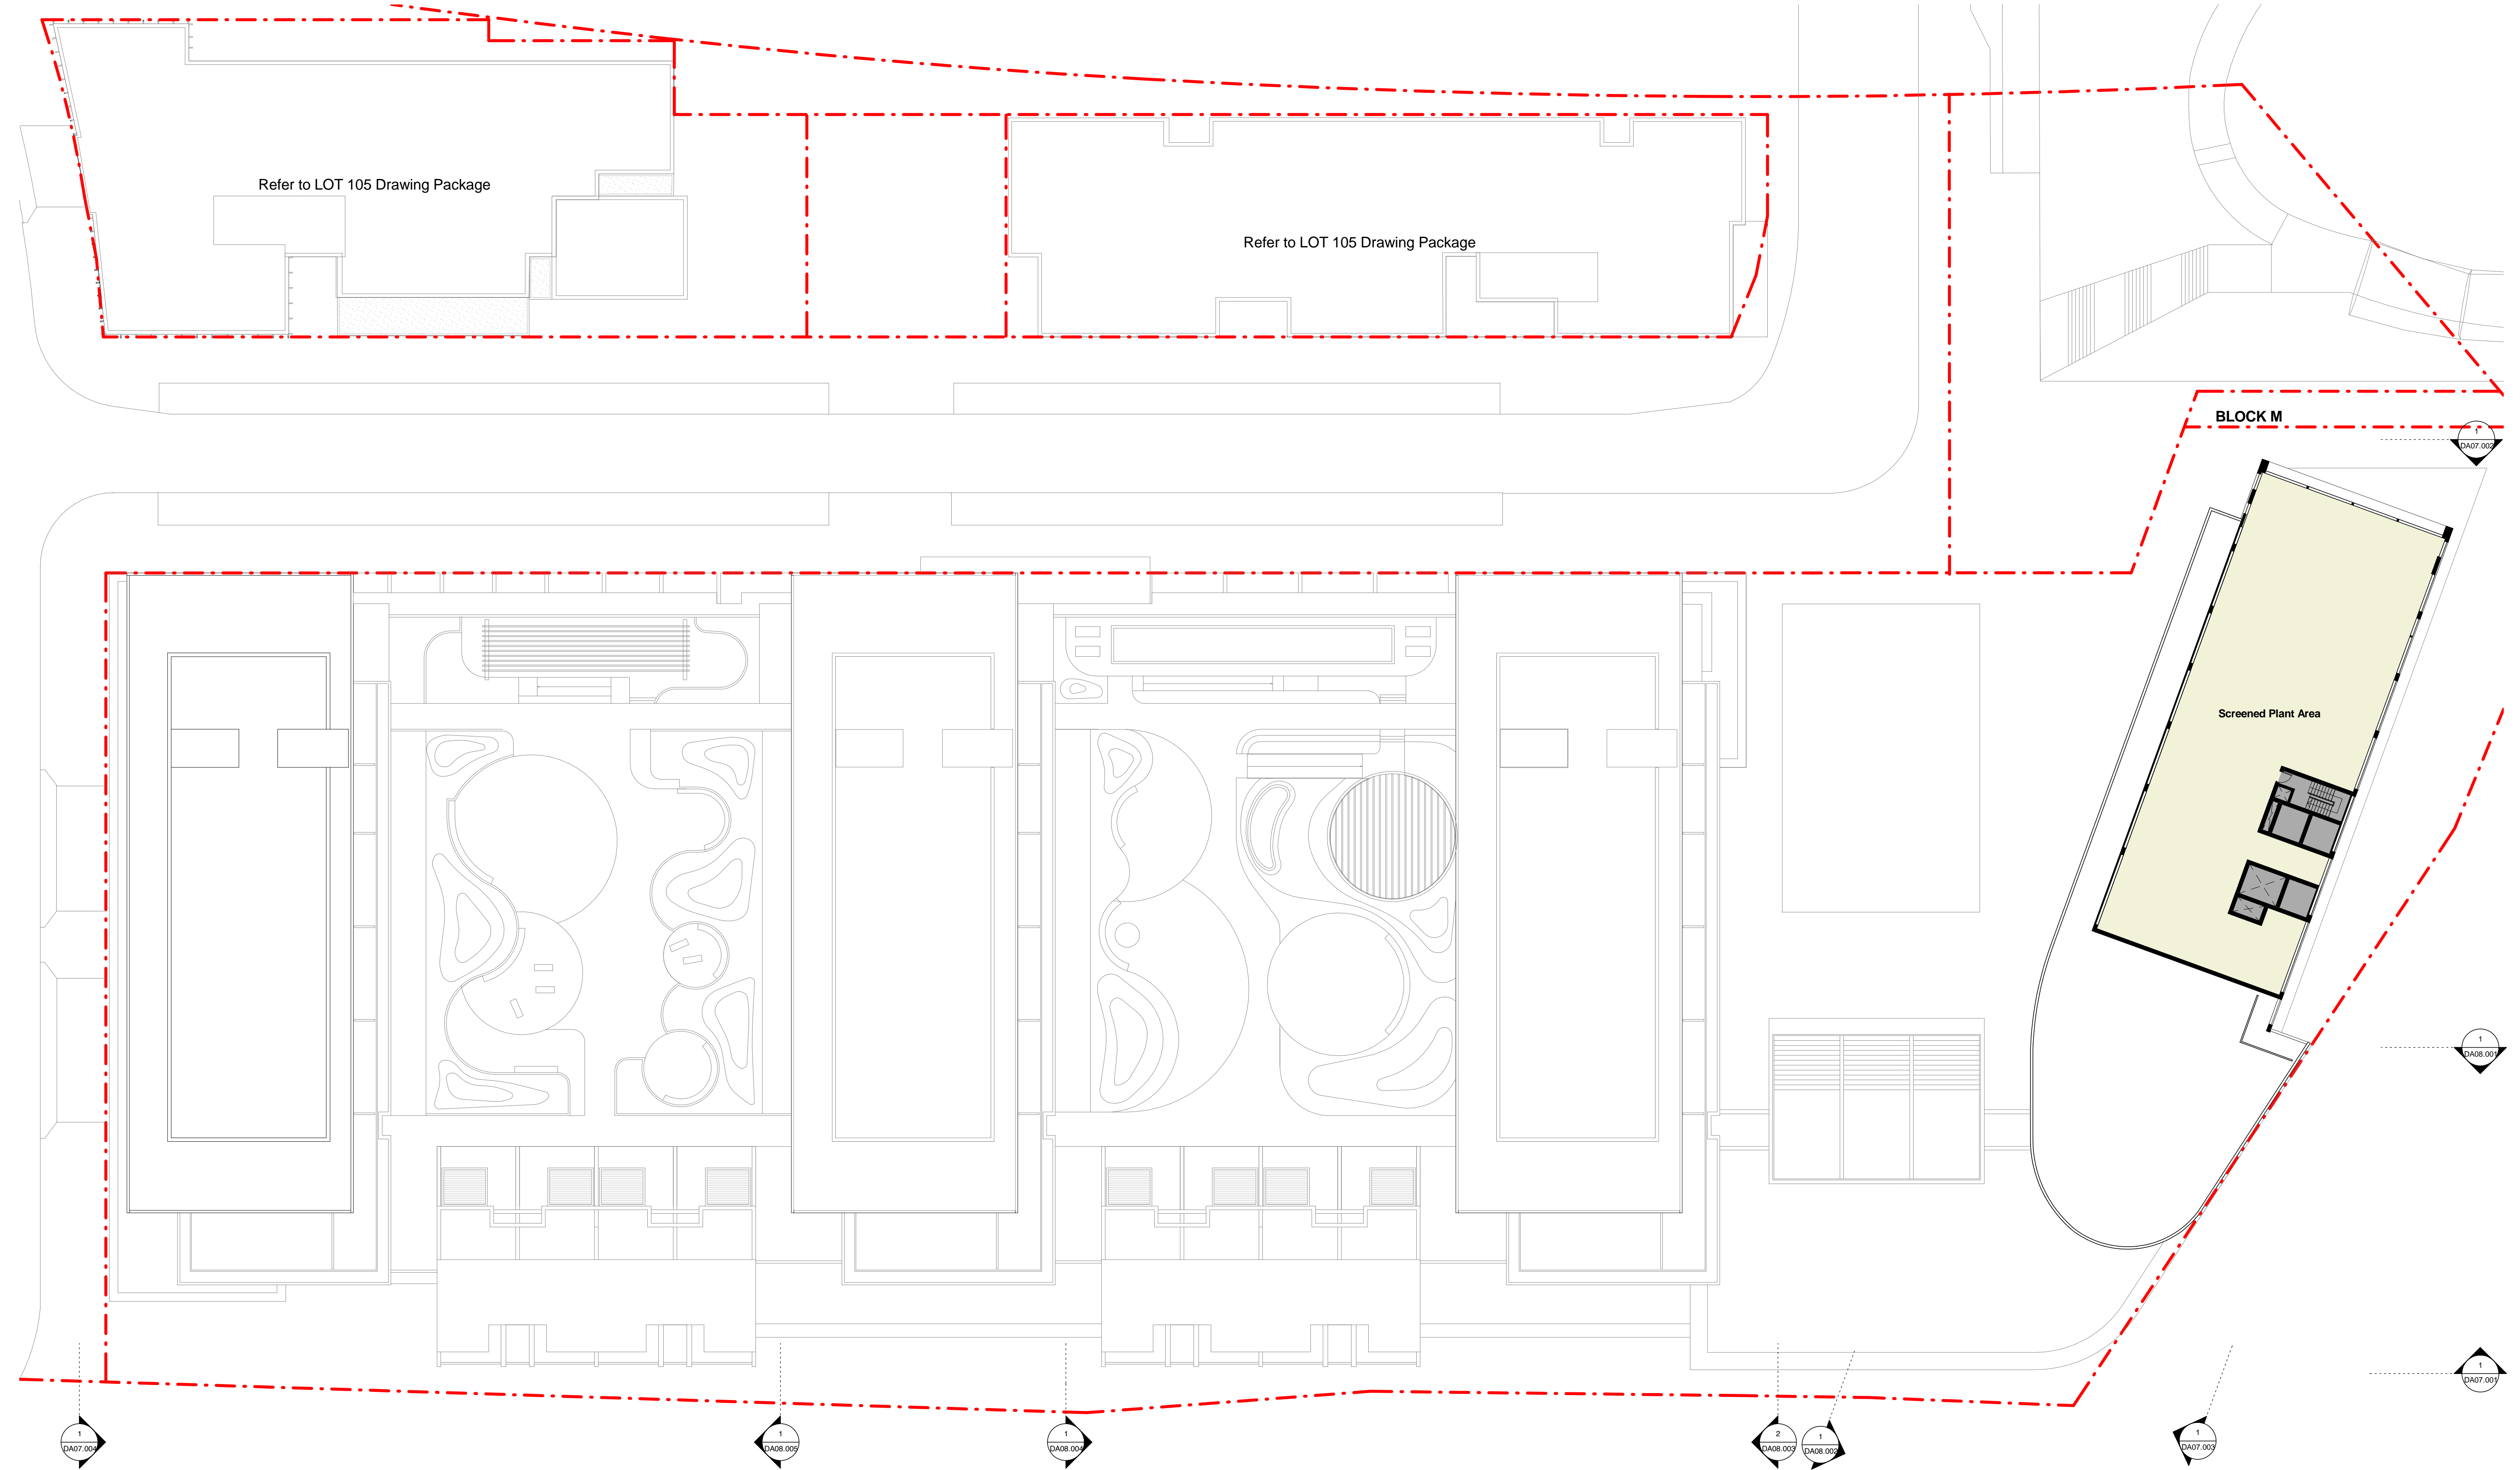 Refer to LOT 105 Drawing Package
Refer to LOT 105 Drawing Package
BLOCK M
1
DA07.002
Screened Plant Area
1
DA08.001
1
DA07.001
1
DA07.004
1
DA08.005
1
DA08.004
2
DA08.003
1
DA08.002
1
DA07.003